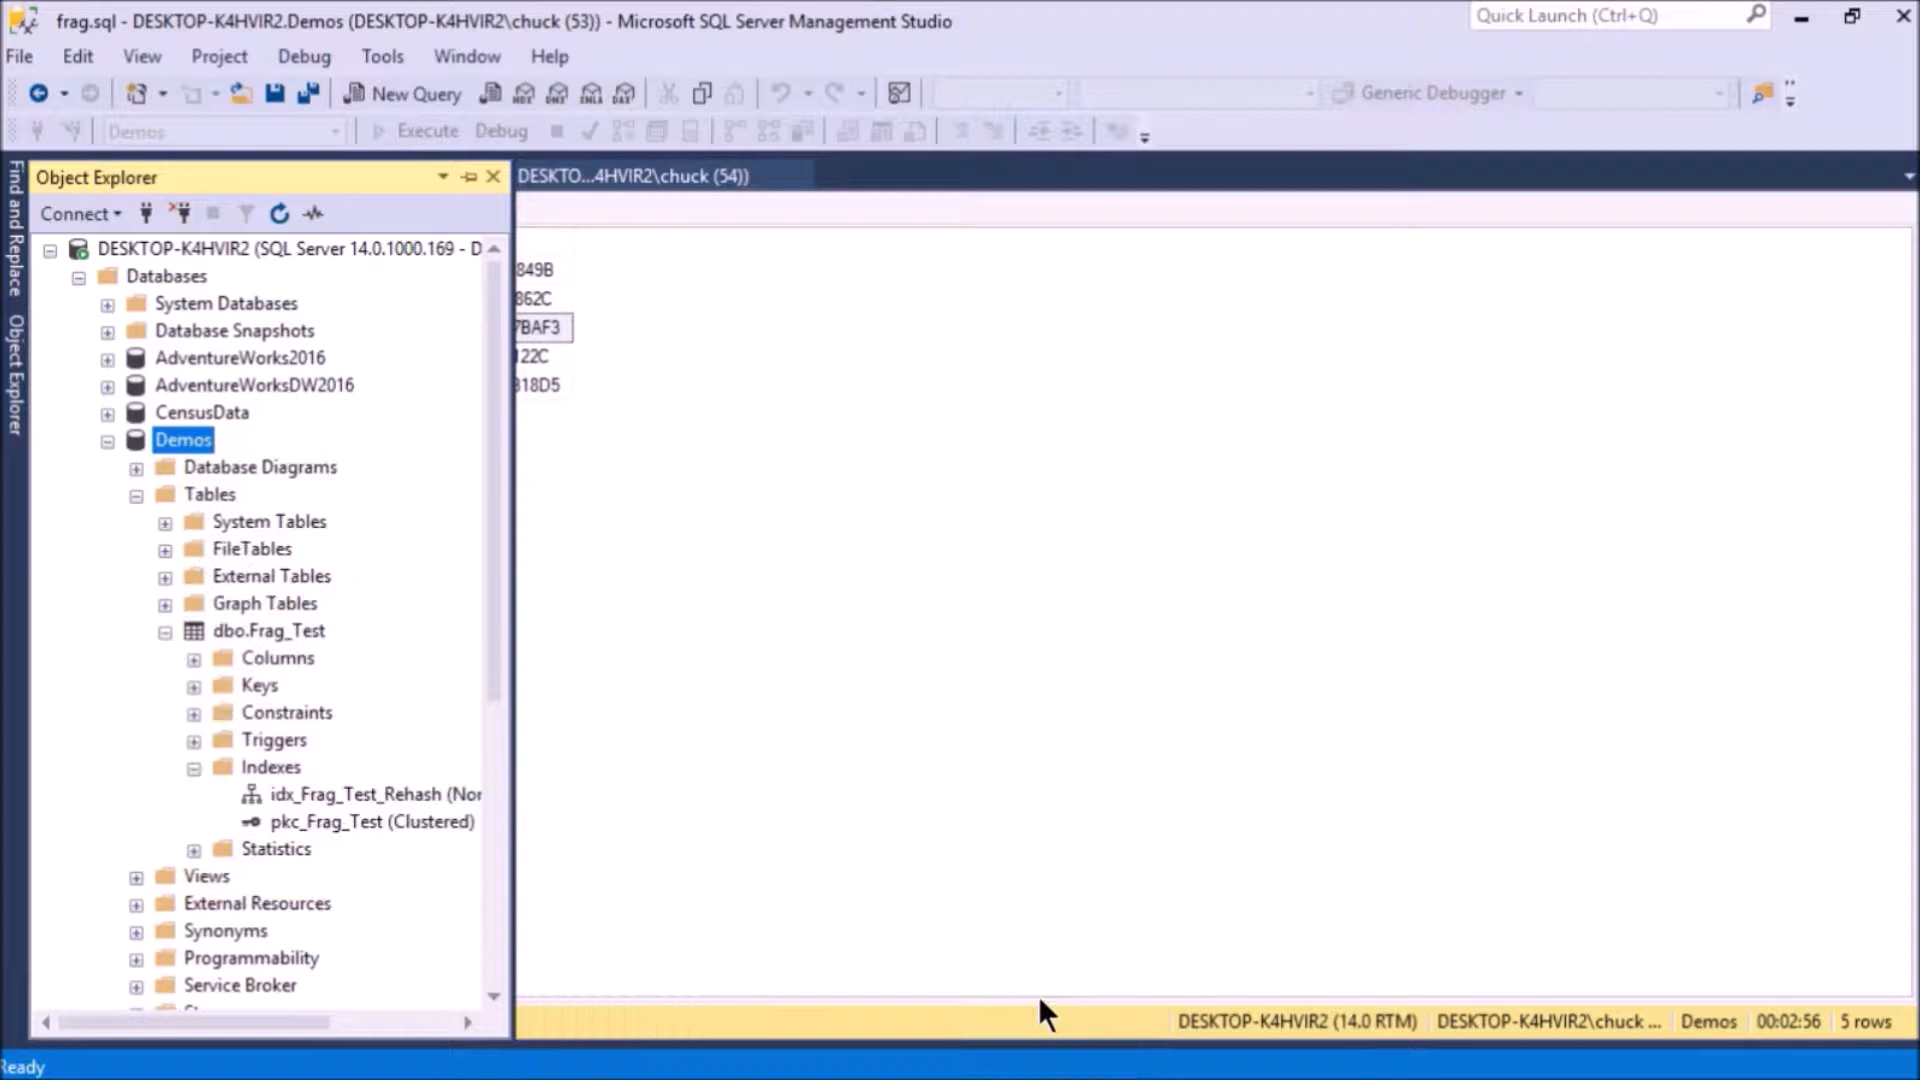 frag.sql - DESKTOP-K4HVIR2.Demos (DESKTOP-K4HVIR2\chuck (53)) - Microsoft SQL Server Management Studio
Quick Launch (Ctrl+Q)
File Edit View Project Debug Tools Window Help
New Query MDX DMX XMLA DAX Generic Debugger
Demos Execute Debug
Find and Replace
Object Explorer
Object Explorer
DESKTO...4HVIR2\chuck (54))
Connect
DESKTOP-K4HVIR2 (SQL Server 14.0.1000.169 - D
Databases
System Databases
Database Snapshots
AdventureWorks2016
AdventureWorksDW2016
CensusData
Demos
Database Diagrams
Tables
System Tables
FileTables
External Tables
Graph Tables
dbo.Frag_Test
Columns
Keys
Constraints
Triggers
Indexes
idx_Frag_Test_Rehash (Nor
pkc_Frag_Test (Clustered)
Statistics
Views
External Resources
Synonyms
Programmability
Service Broker
849B
862C
7BAF3
122C
318D5
DESKTOP-K4HVIR2 (14.0 RTM) DESKTOP-K4HVIR2\chuck ... Demos 00:02:56 5 rows
Ready